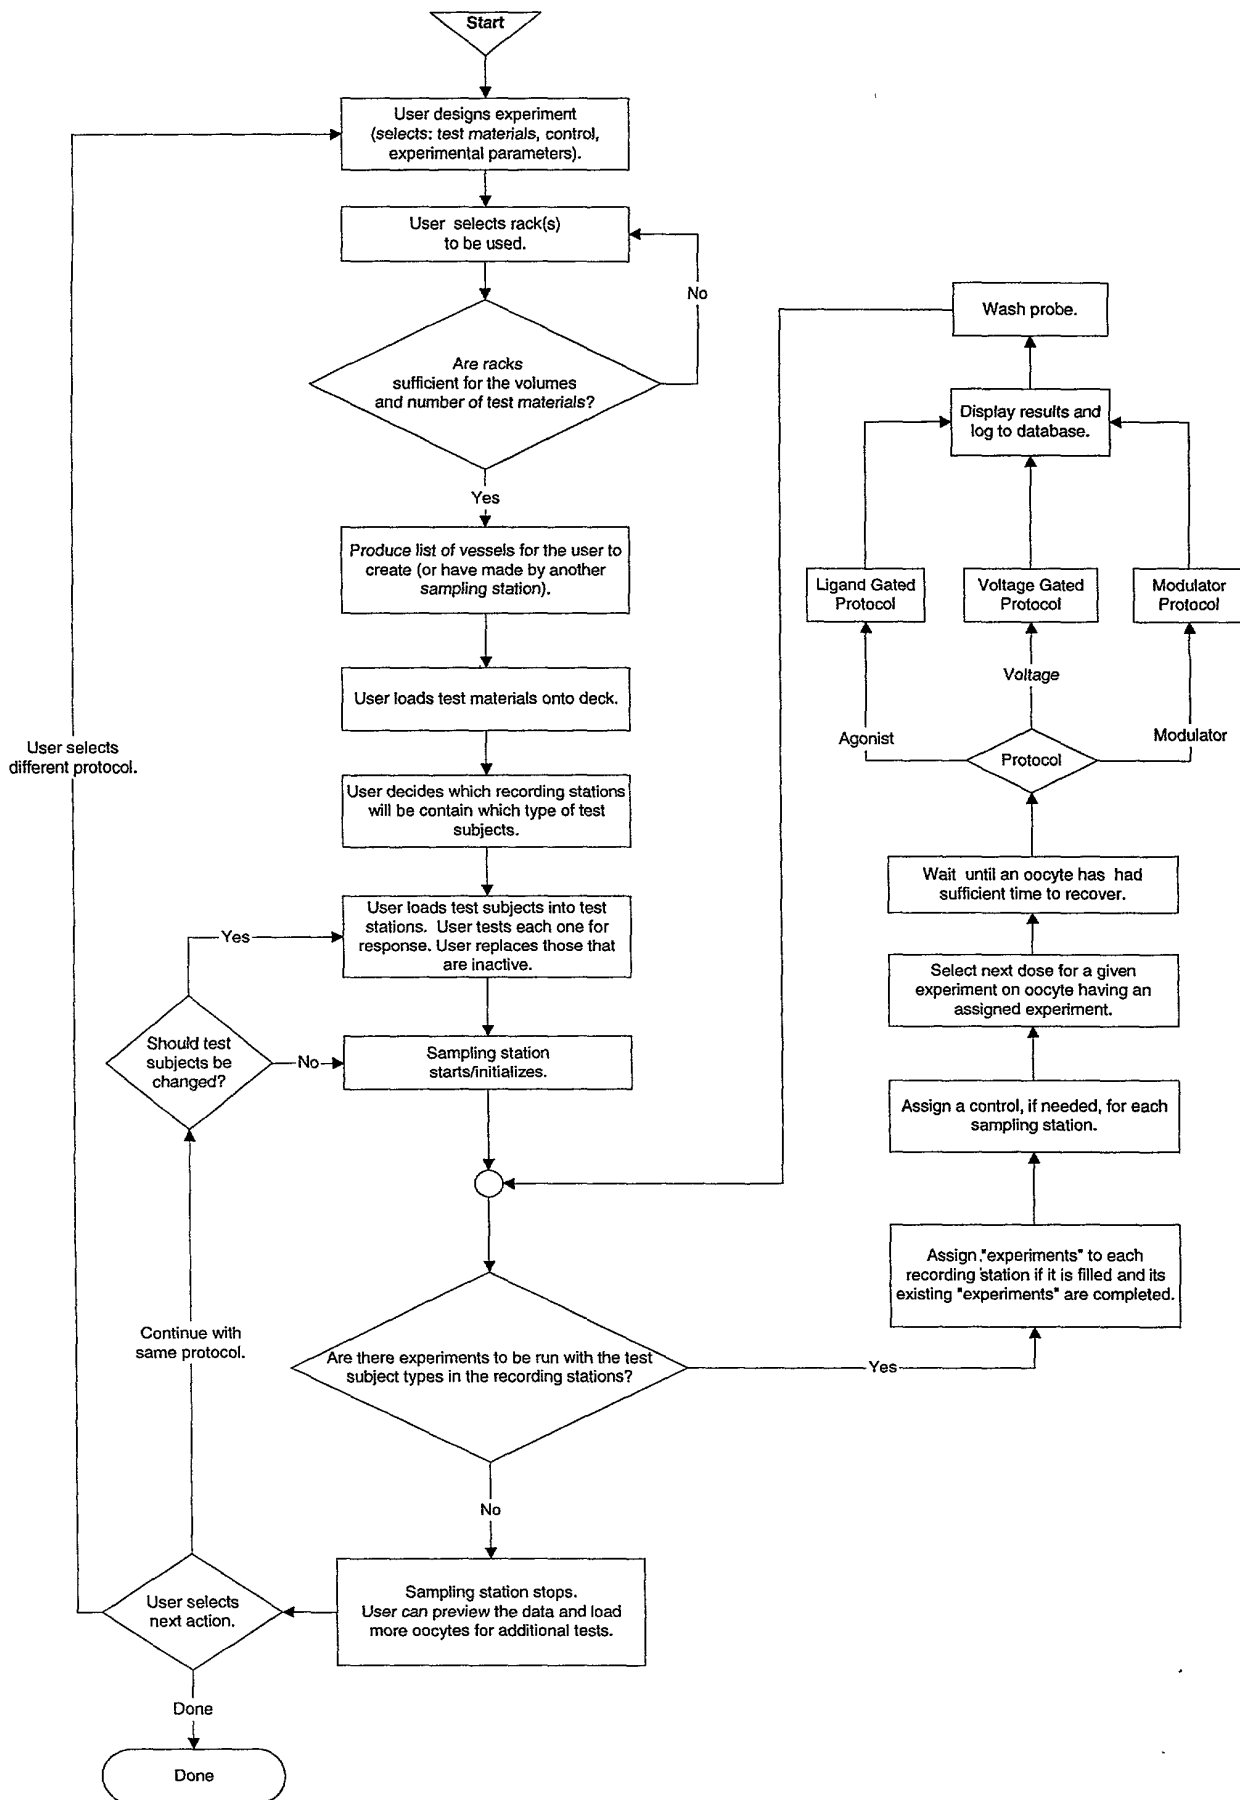 Start
User designs experiment
(selects: test materials, control,
experimental parameters).
User selects rack(s)
to be used.
No
Are racks
sufficient for the volumes
and number of test materials?
Yes
Produce list of vessels for the user to
create (or have made by another
sampling station).
User loads test materials onto deck.
User decides which recording stations
will be contain which type of test
subjects.
User loads test subjects into test
stations. User tests each one for
response. User replaces those that
are inactive.
Yes
Should test
subjects be
changed?
No
Sampling station
starts/initializes.
Are there experiments to be run with the test
subject types in the recording stations?
Yes
No
Sampling station stops.
User can preview the data and load
more oocytes for additional tests.
User selects
next action.
Continue with
same protocol.
User selects
different protocol.
Done
Done
Assign "experiments" to each
recording station if it is filled and its
existing "experiments" are completed.
Assign a control, if needed, for each
sampling station.
Select next dose for a given
experiment on oocyte having an
assigned experiment.
Wait until an oocyte has had
sufficient time to recover.
Protocol
Agonist
Voltage
Modulator
Ligand Gated
Protocol
Voltage Gated
Protocol
Modulator
Protocol
Display results and
log to database.
Wash probe.